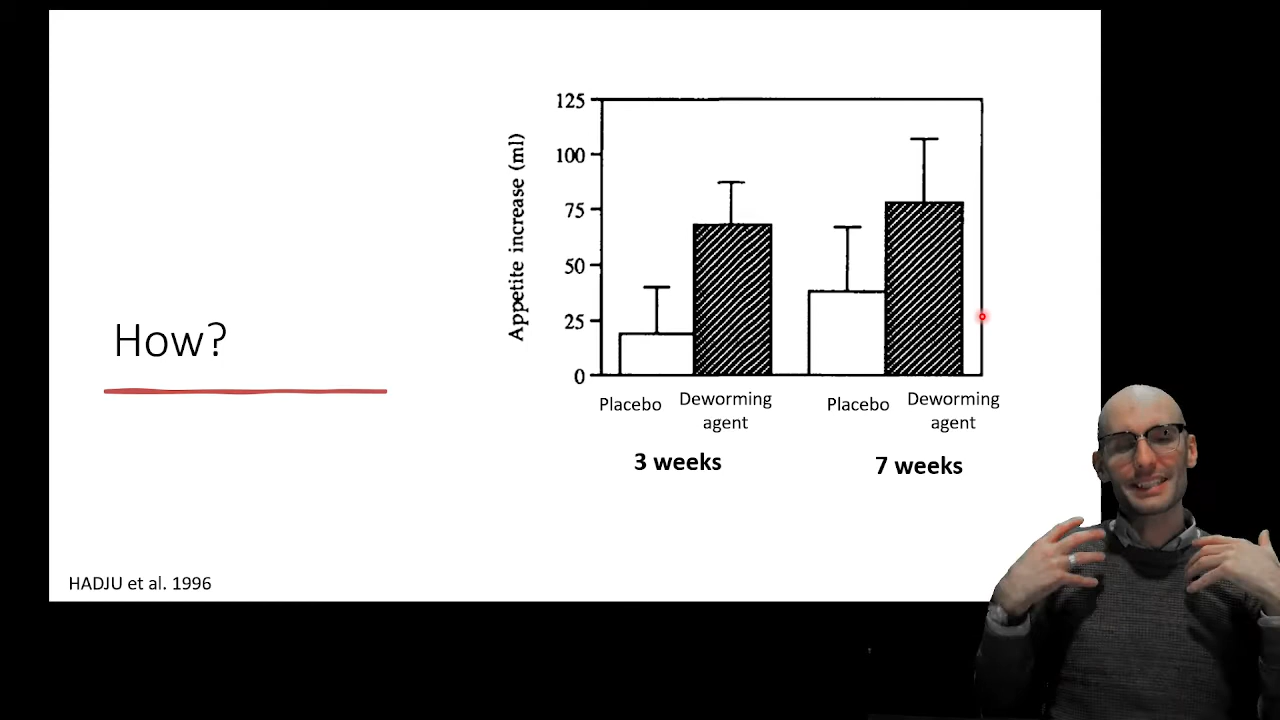 How?
Appetite increase (ml)
125
100
75
50
25
0
Placebo
Deworming
agent
Placebo
Deworming
agent
3 weeks
7 weeks
HADJU et al. 1996